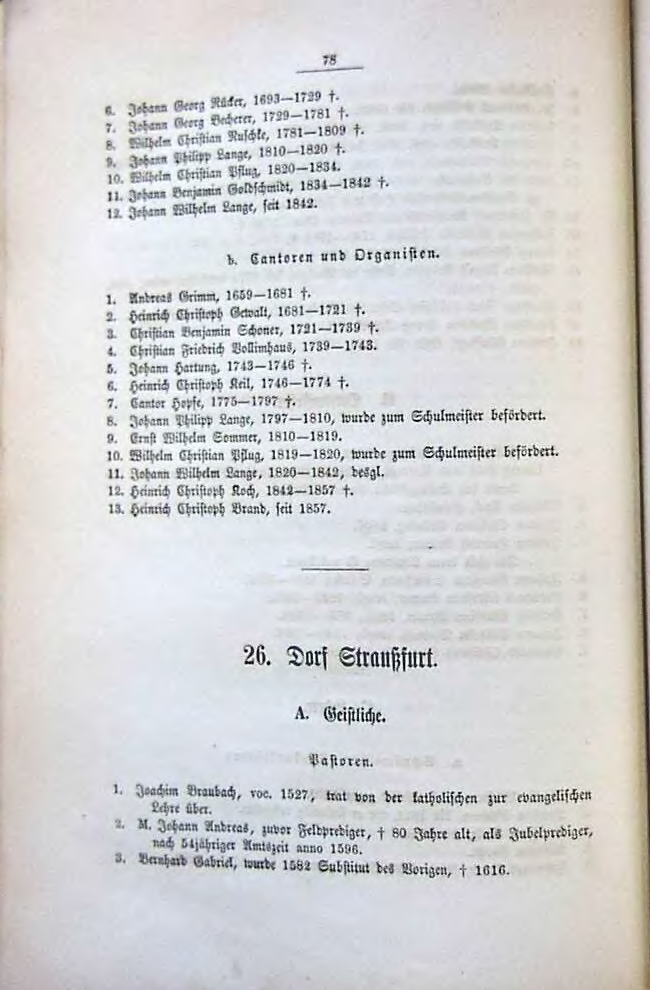 78
6. Johann Georg Rücker, 1693—1729 †.
7. Johann Georg Becherer, 1729—1781 †.
8. Wilhelm Christian Ruschke, 1781—1809 †.
9. Johann Philipp Lange, 1810—1820 †.
10. Wilhelm Christian Pflug, 1820—1834.
11. Johann Benjamin Goldschmidt, 1834—1842 †.
12. Johann Wilhelm Lange, seit 1842.
b. Cantoren und Organisten.
1. Andreas Grimm, 1659—1681 †.
2. Heinrich Christoph Gewalt, 1681—1721 †.
3. Christian Benjamin Schoner, 1721—1739 †.
4. Christian Friedrich Vollimhaus, 1739—1743.
5. Johann Hartung, 1743—1746 †.
6. Heinrich Christoph Keil, 1746—1774 †.
7. Cantor Hopfe, 1775—1797 †.
8. Johann Philipp Lange, 1797—1810, wurde zum Schulmeister befördert.
9. Ernst Wilhelm Sommer, 1810—1819.
10. Wilhelm Christian Pflug, 1819—1820, wurde zum Schulmeister befördert.
11. Johann Wilhelm Lange, 1820—1842, desgl.
12. Heinrich Christoph Koch, 1842—1857 †.
13. Heinrich Christoph Brand, seit 1857.
26. Dorf Straußfurt.
A. Geistliche.
Pastoren.
1. Joachim Braubach, voc. 1527, trat von der katholischen zur evangelischen
Lehre über.
2. M. Johann Andreas, zuvor Feldprediger, † 80 Jahre alt, als Jubelprediger,
nach 54jähriger Amtszeit anno 1596.
3. Bernhard Gabriel, wurde 1582 Substitut des Vorigen, † 1616.